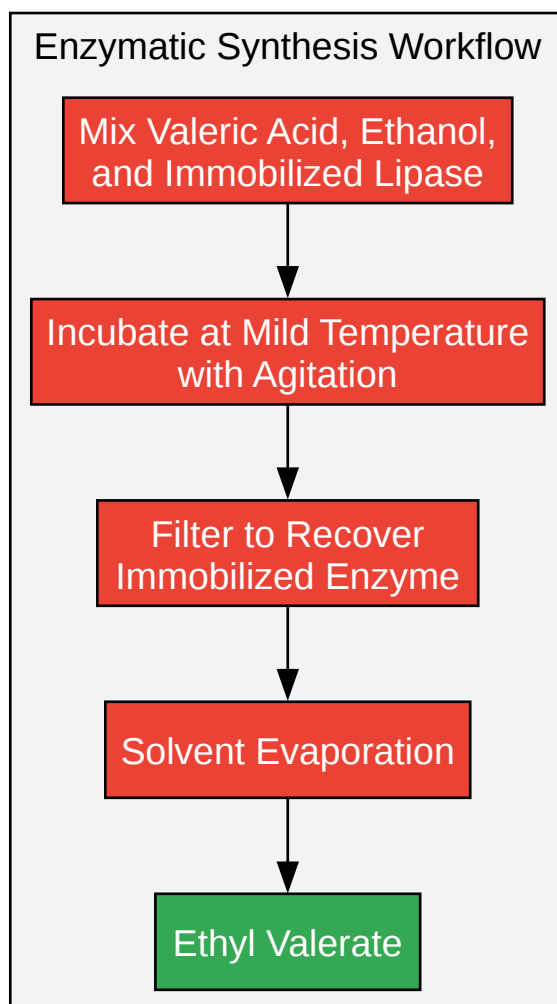 Enzymatic Synthesis Workflow
Mix Valeric Acid, Ethanol,
and Immobilized Lipase
Incubate at Mild Temperature
with Agitation
Filter to Recover
Immobilized Enzyme
Solvent Evaporation
Ethyl Valerate